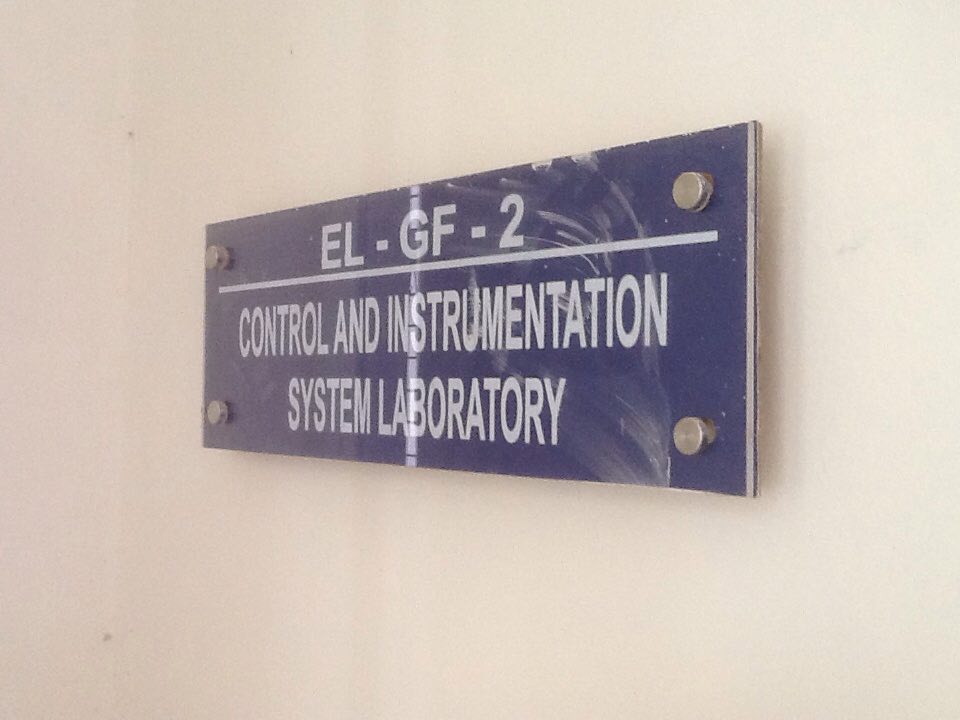 EL - GF - 2
CONTROL AND INSTRUMENTATION
SYSTEM LABORATORY